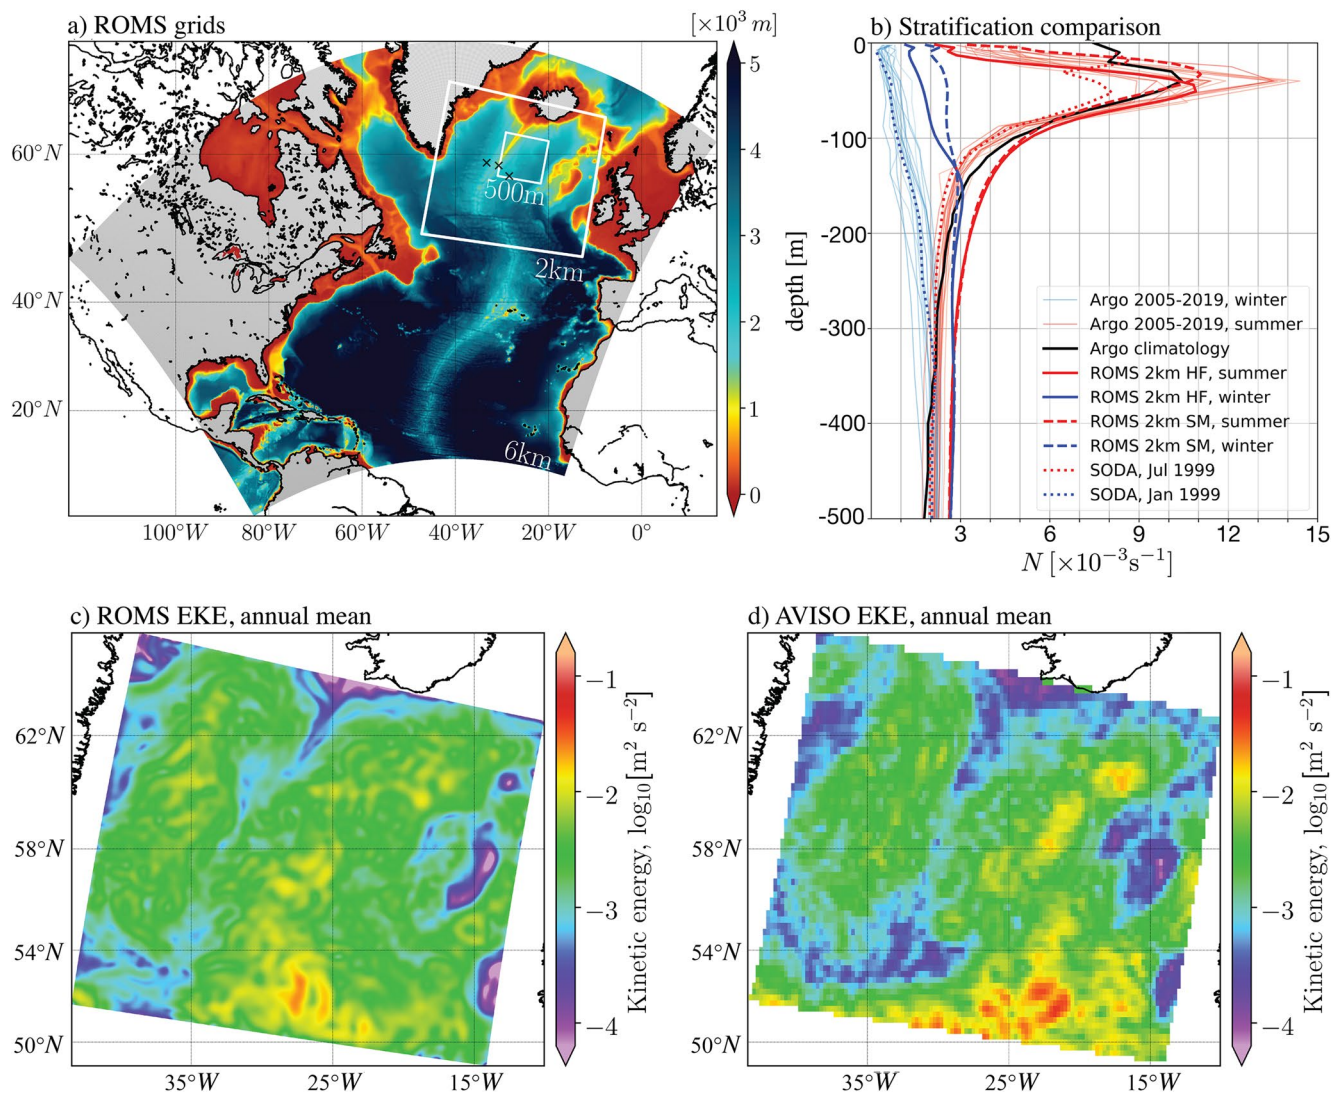 a) ROMS grids
[×10³ m]
60°N
40°N
20°N
100°W
80°W
60°W
40°W
20°W
0°
500m
2km
6km
5
4
3
2
1
0
b) Stratification comparison
0
-100
-200
-300
-400
-500
depth [m]
3
6
9
12
15
N [×10⁻³s⁻¹]
Argo 2005-2019, winter
Argo 2005-2019, summer
Argo climatology
ROMS 2km HF, summer
ROMS 2km HF, winter
ROMS 2km SM, summer
ROMS 2km SM, winter
SODA, Jul 1999
SODA, Jan 1999
c) ROMS EKE, annual mean
62°N
58°N
54°N
50°N
35°W
25°W
15°W
−1
−2
−3
−4
Kinetic energy, log₁₀[m² s⁻²]
d) AVISO EKE, annual mean
62°N
58°N
54°N
50°N
35°W
25°W
15°W
−1
−2
−3
−4
Kinetic energy, log₁₀[m² s⁻²]